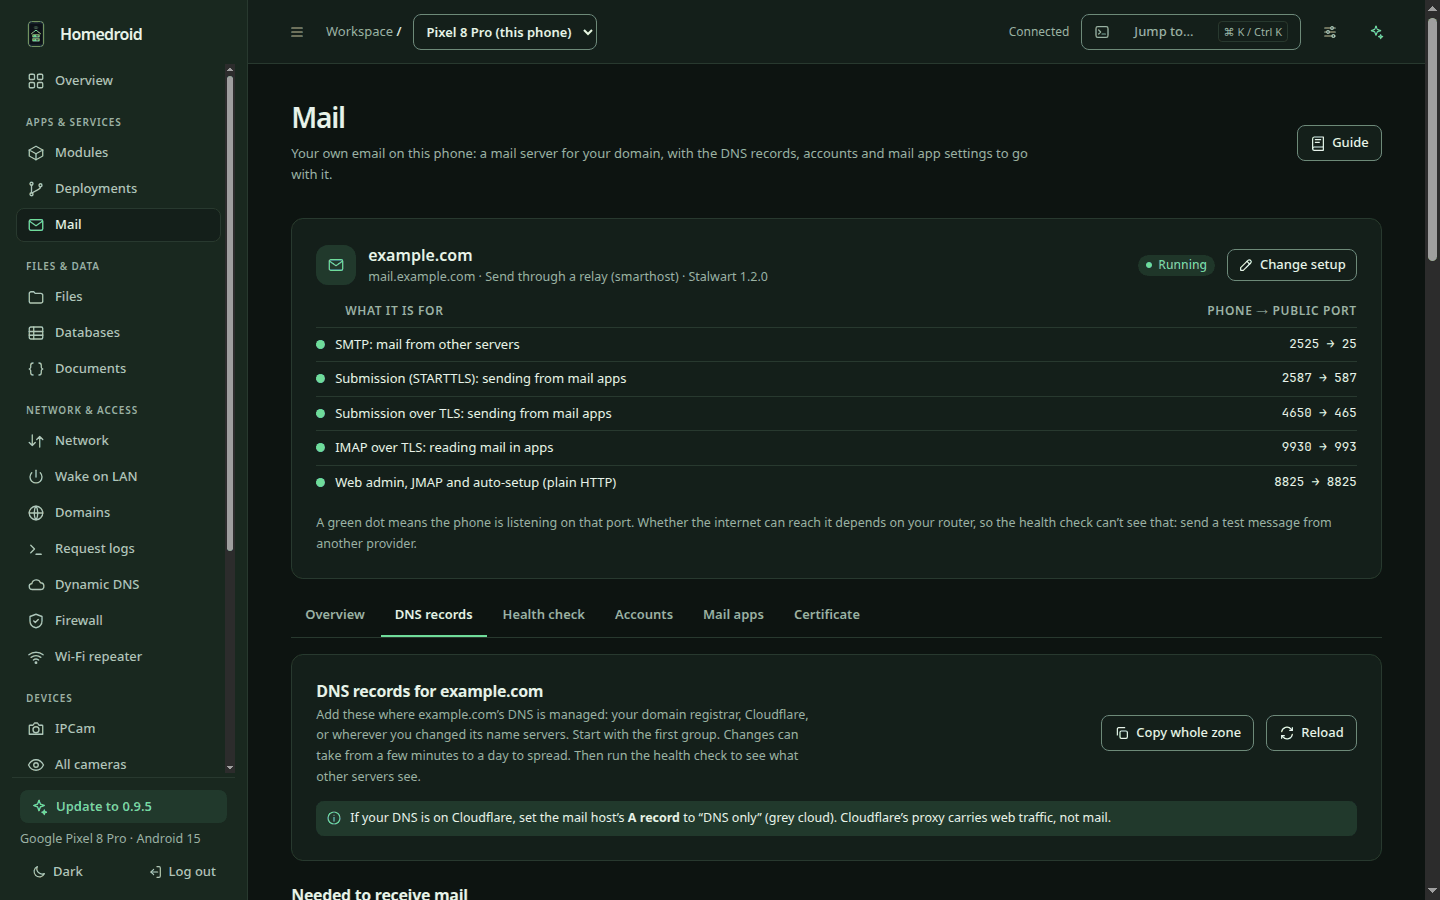 Homedroid
Overview
APPS & SERVICES
Modules
Deployments
Mail
FILES & DATA
Files
Databases
Documents
NETWORK & ACCESS
Network
Wake on LAN
Domains
Request logs
Dynamic DNS
Firewall
Wi-Fi repeater
DEVICES
IPCam
All cameras
Update to 0.9.5
Google Pixel 8 Pro · Android 15
Dark
Log out
Workspace /
Pixel 8 Pro (this phone)
Connected
Jump to...
⌘ K / Ctrl K
Mail
Your own email on this phone: a mail server for your domain, with the DNS records, accounts and mail app settings to go
with it.
Guide
example.com
mail.example.com · Send through a relay (smarthost) · Stalwart 1.2.0
Running
Change setup
WHAT IT IS FOR
PHONE → PUBLIC PORT
SMTP: mail from other servers
2525 → 25
Submission (STARTTLS): sending from mail apps
2587 → 587
Submission over TLS: sending from mail apps
4650 → 465
IMAP over TLS: reading mail in apps
9930 → 993
Web admin, JMAP and auto-setup (plain HTTP)
8825 → 8825
A green dot means the phone is listening on that port. Whether the internet can reach it depends on your router, so the health check can’t see that: send a test message from
another provider.
Overview
DNS records
Health check
Accounts
Mail apps
Certificate
DNS records for example.com
Add these where example.com’s DNS is managed: your domain registrar, Cloudflare,
or wherever you changed its name servers. Start with the first group. Changes can
take from a few minutes to a day to spread. Then run the health check to see what
other servers see.
Copy whole zone
Reload
If your DNS is on Cloudflare, set the mail host’s A record to “DNS only” (grey cloud). Cloudflare’s proxy carries web traffic, not mail.
Needed to receive mail